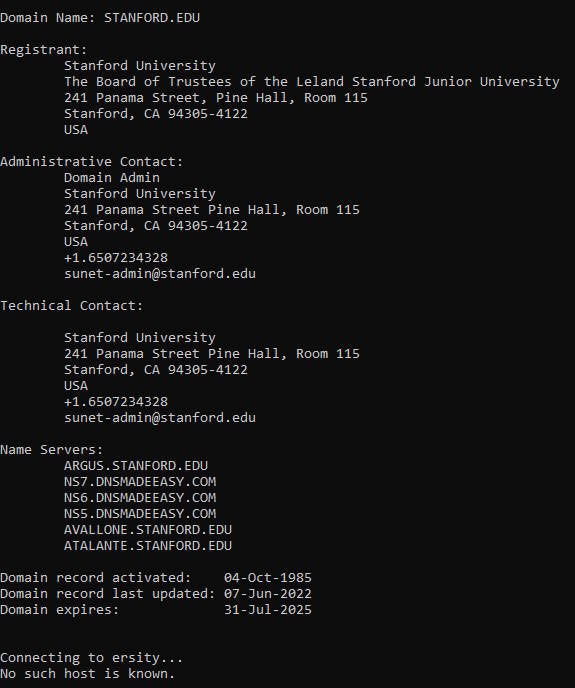 Domain Name: STANFORD.EDU
Registrant:
Stanford University
The Board of Trustees of the Leland Stanford Junior University
241 Panama Street, Pine Hall, Room 115
Stanford, CA 94305-4122
USA
Administrative Contact:
Domain Admin
Stanford University
241 Panama Street Pine Hall, Room 115
Stanford, CA 94305-4122
USA
+1.6507234328
sunet-admin@stanford.edu
Technical Contact:
Stanford University
241 Panama Street Pine Hall, Room 115
Stanford, CA 94305-4122
USA
+1.6507234328
sunet-admin@stanford.edu
Name Servers:
ARGUS.STANFORD.EDU
NS7.DNSMADEEASY.COM
NS6.DNSMADEEASY.COM
NS5.DNSMADEEASY.COM
AVALLONE.STANFORD.EDU
ATALANTE.STANFORD.EDU
Domain record activated: 04-Oct-1985
Domain record last updated: 07-Jun-2022
Domain expires: 31-Jul-2025
Connecting to ersity...
No such host is known.